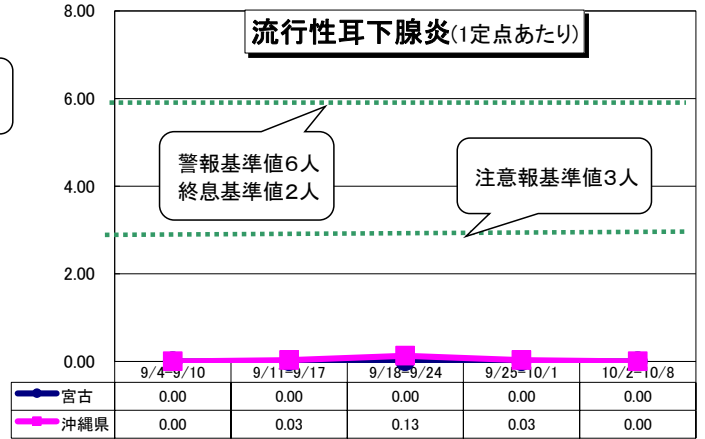 流行性耳下腺炎(1定点あたり)
8.00
6.00
4.00
2.00
0.00
警報基準値6人
終息基準値2人
注意報基準値3人
9/4-9/10 9/11-9/17 9/18-9/24 9/25-10/1 10/2-10/8
宮古 0.00 0.00 0.00 0.00 0.00
沖縄県 0.00 0.03 0.13 0.03 0.00